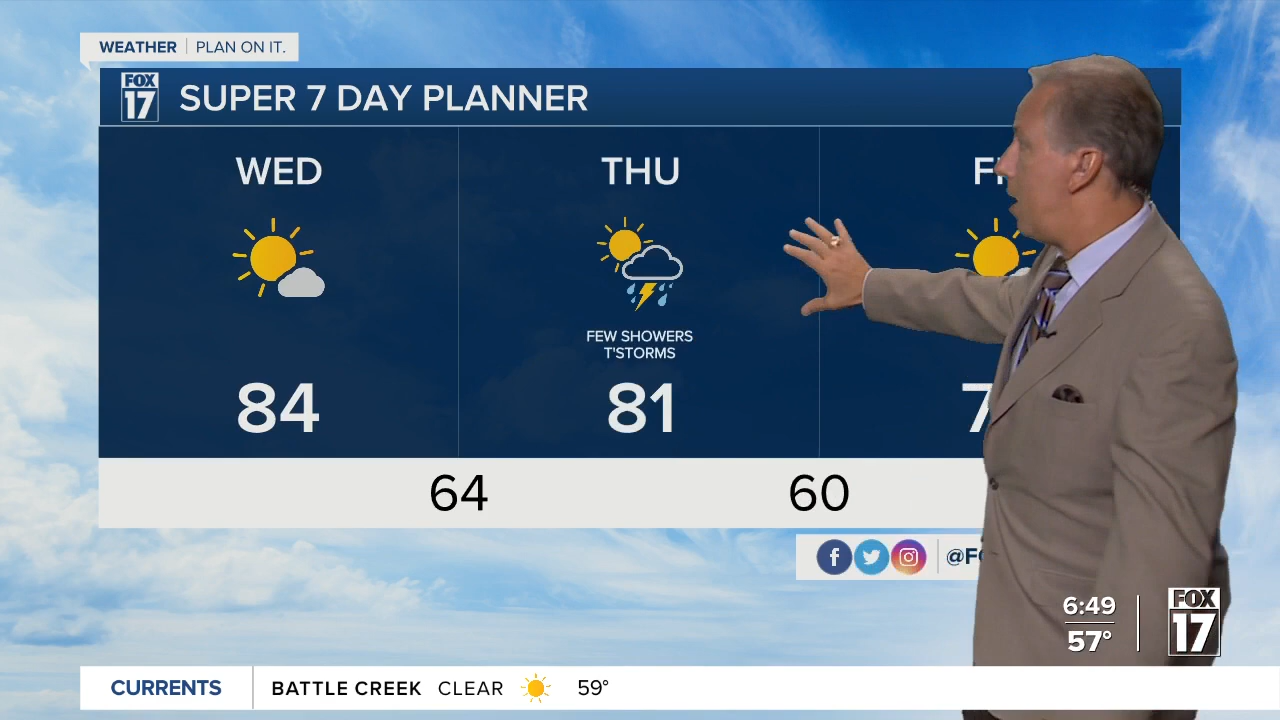 WEATHER | PLAN ON IT.
FOX 17
SUPER 7 DAY PLANNER
WED
THU
FEW SHOWERS
T'STORMS
84
81
64
60
6:49
57°
FOX 17
CURRENTS
BATTLE CREEK CLEAR 59°